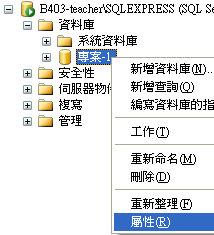 B403-teacher\SQLEXPRESS (SQL Se
資料庫
系統資料庫
專案-1
安全性
伺服器物件
複寫
管理
新增資料庫(N)...
新增查詢(Q)
編寫資料庫的指
工作(T)
重新命名(M)
刪除(D)
重新整理(F)
屬性(R)